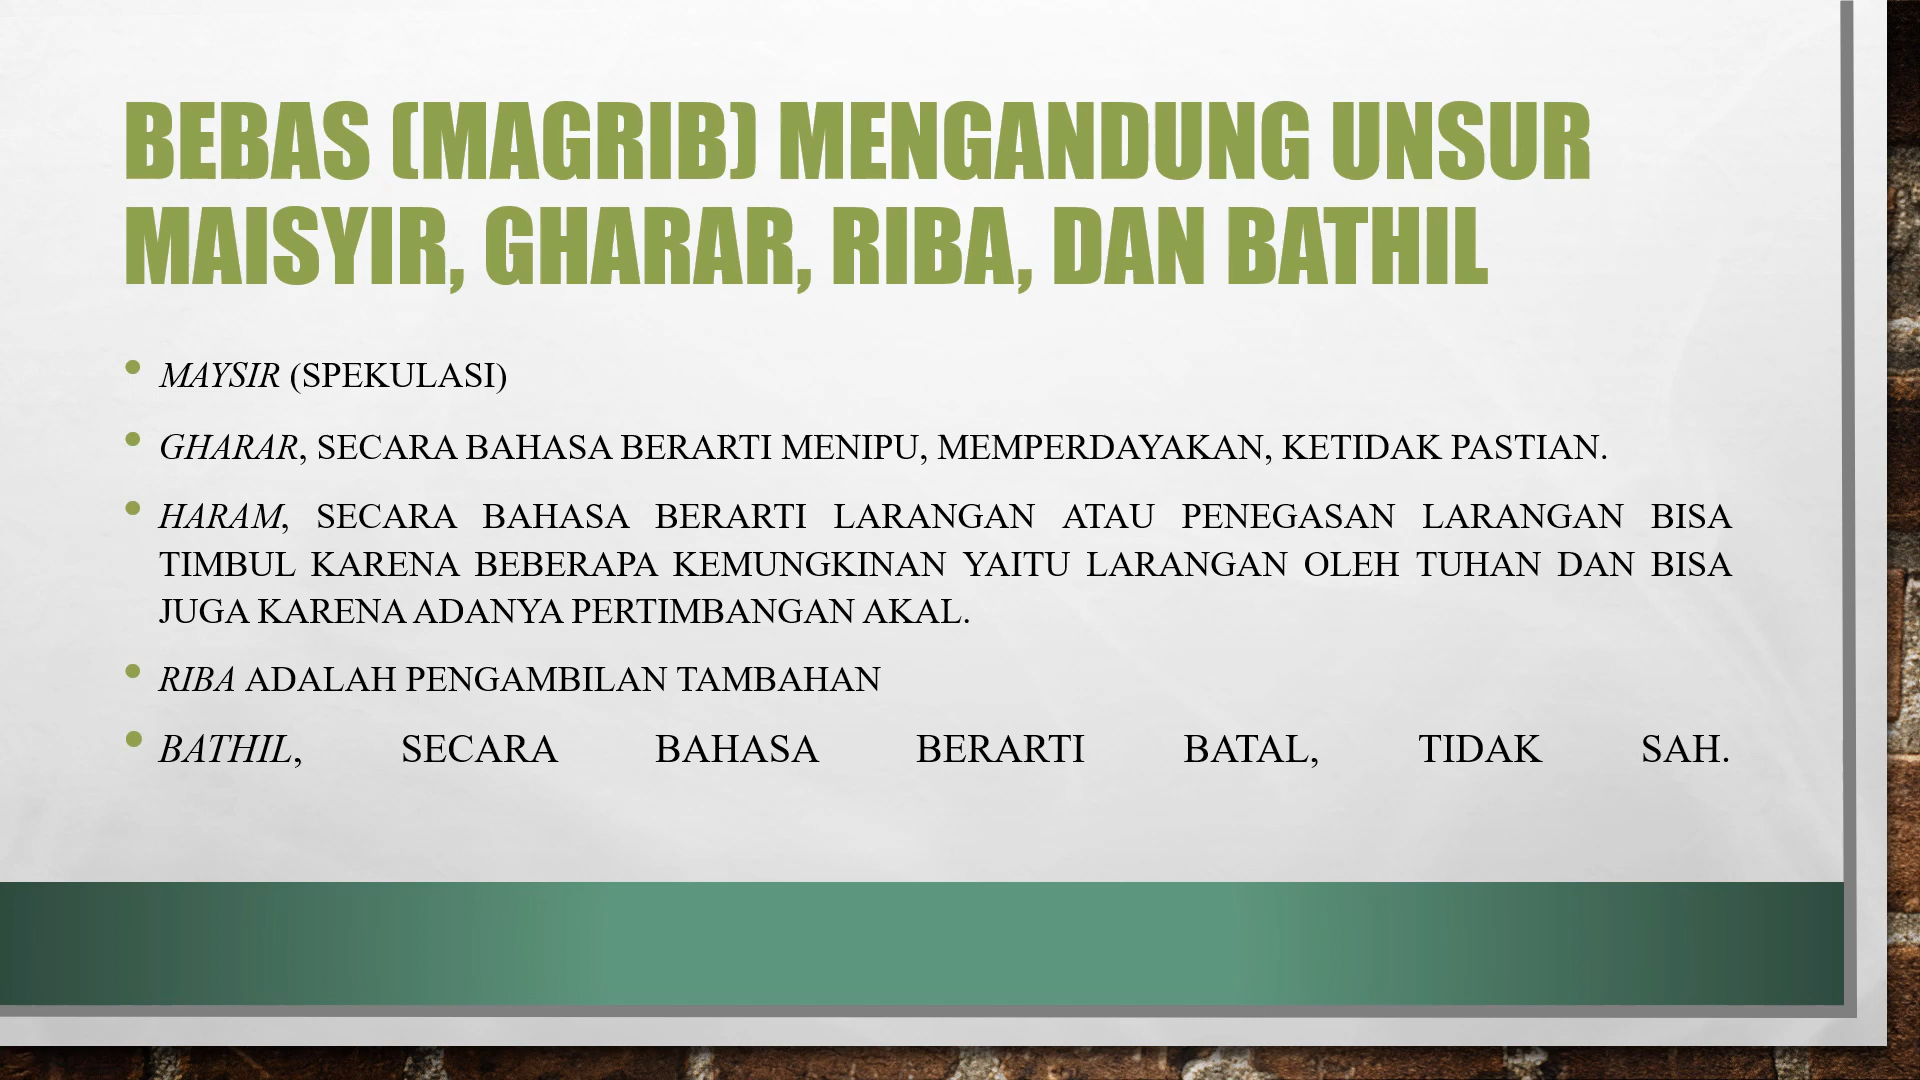 BEBAS (MAGRIB) MENGANDUNG UNSUR
MAISYIR, GHARAR, RIBA, DAN BATHIL
• MAYSIR (SPEKULASI)
• GHARAR, SECARA BAHASA BERARTI MENIPU, MEMPERDAYAKAN, KETIDAK PASTIAN.
• HARAM, SECARA BAHASA BERARTI LARANGAN ATAU PENEGASAN LARANGAN BISA
TIMBUL KARENA BEBERAPA KEMUNGKINAN YAITU LARANGAN OLEH TUHAN DAN BISA
JUGA KARENA ADANYA PERTIMBANGAN AKAL.
• RIBA ADALAH PENGAMBILAN TAMBAHAN
• BATHIL, SECARA BAHASA BERARTI BATAL, TIDAK SAH.